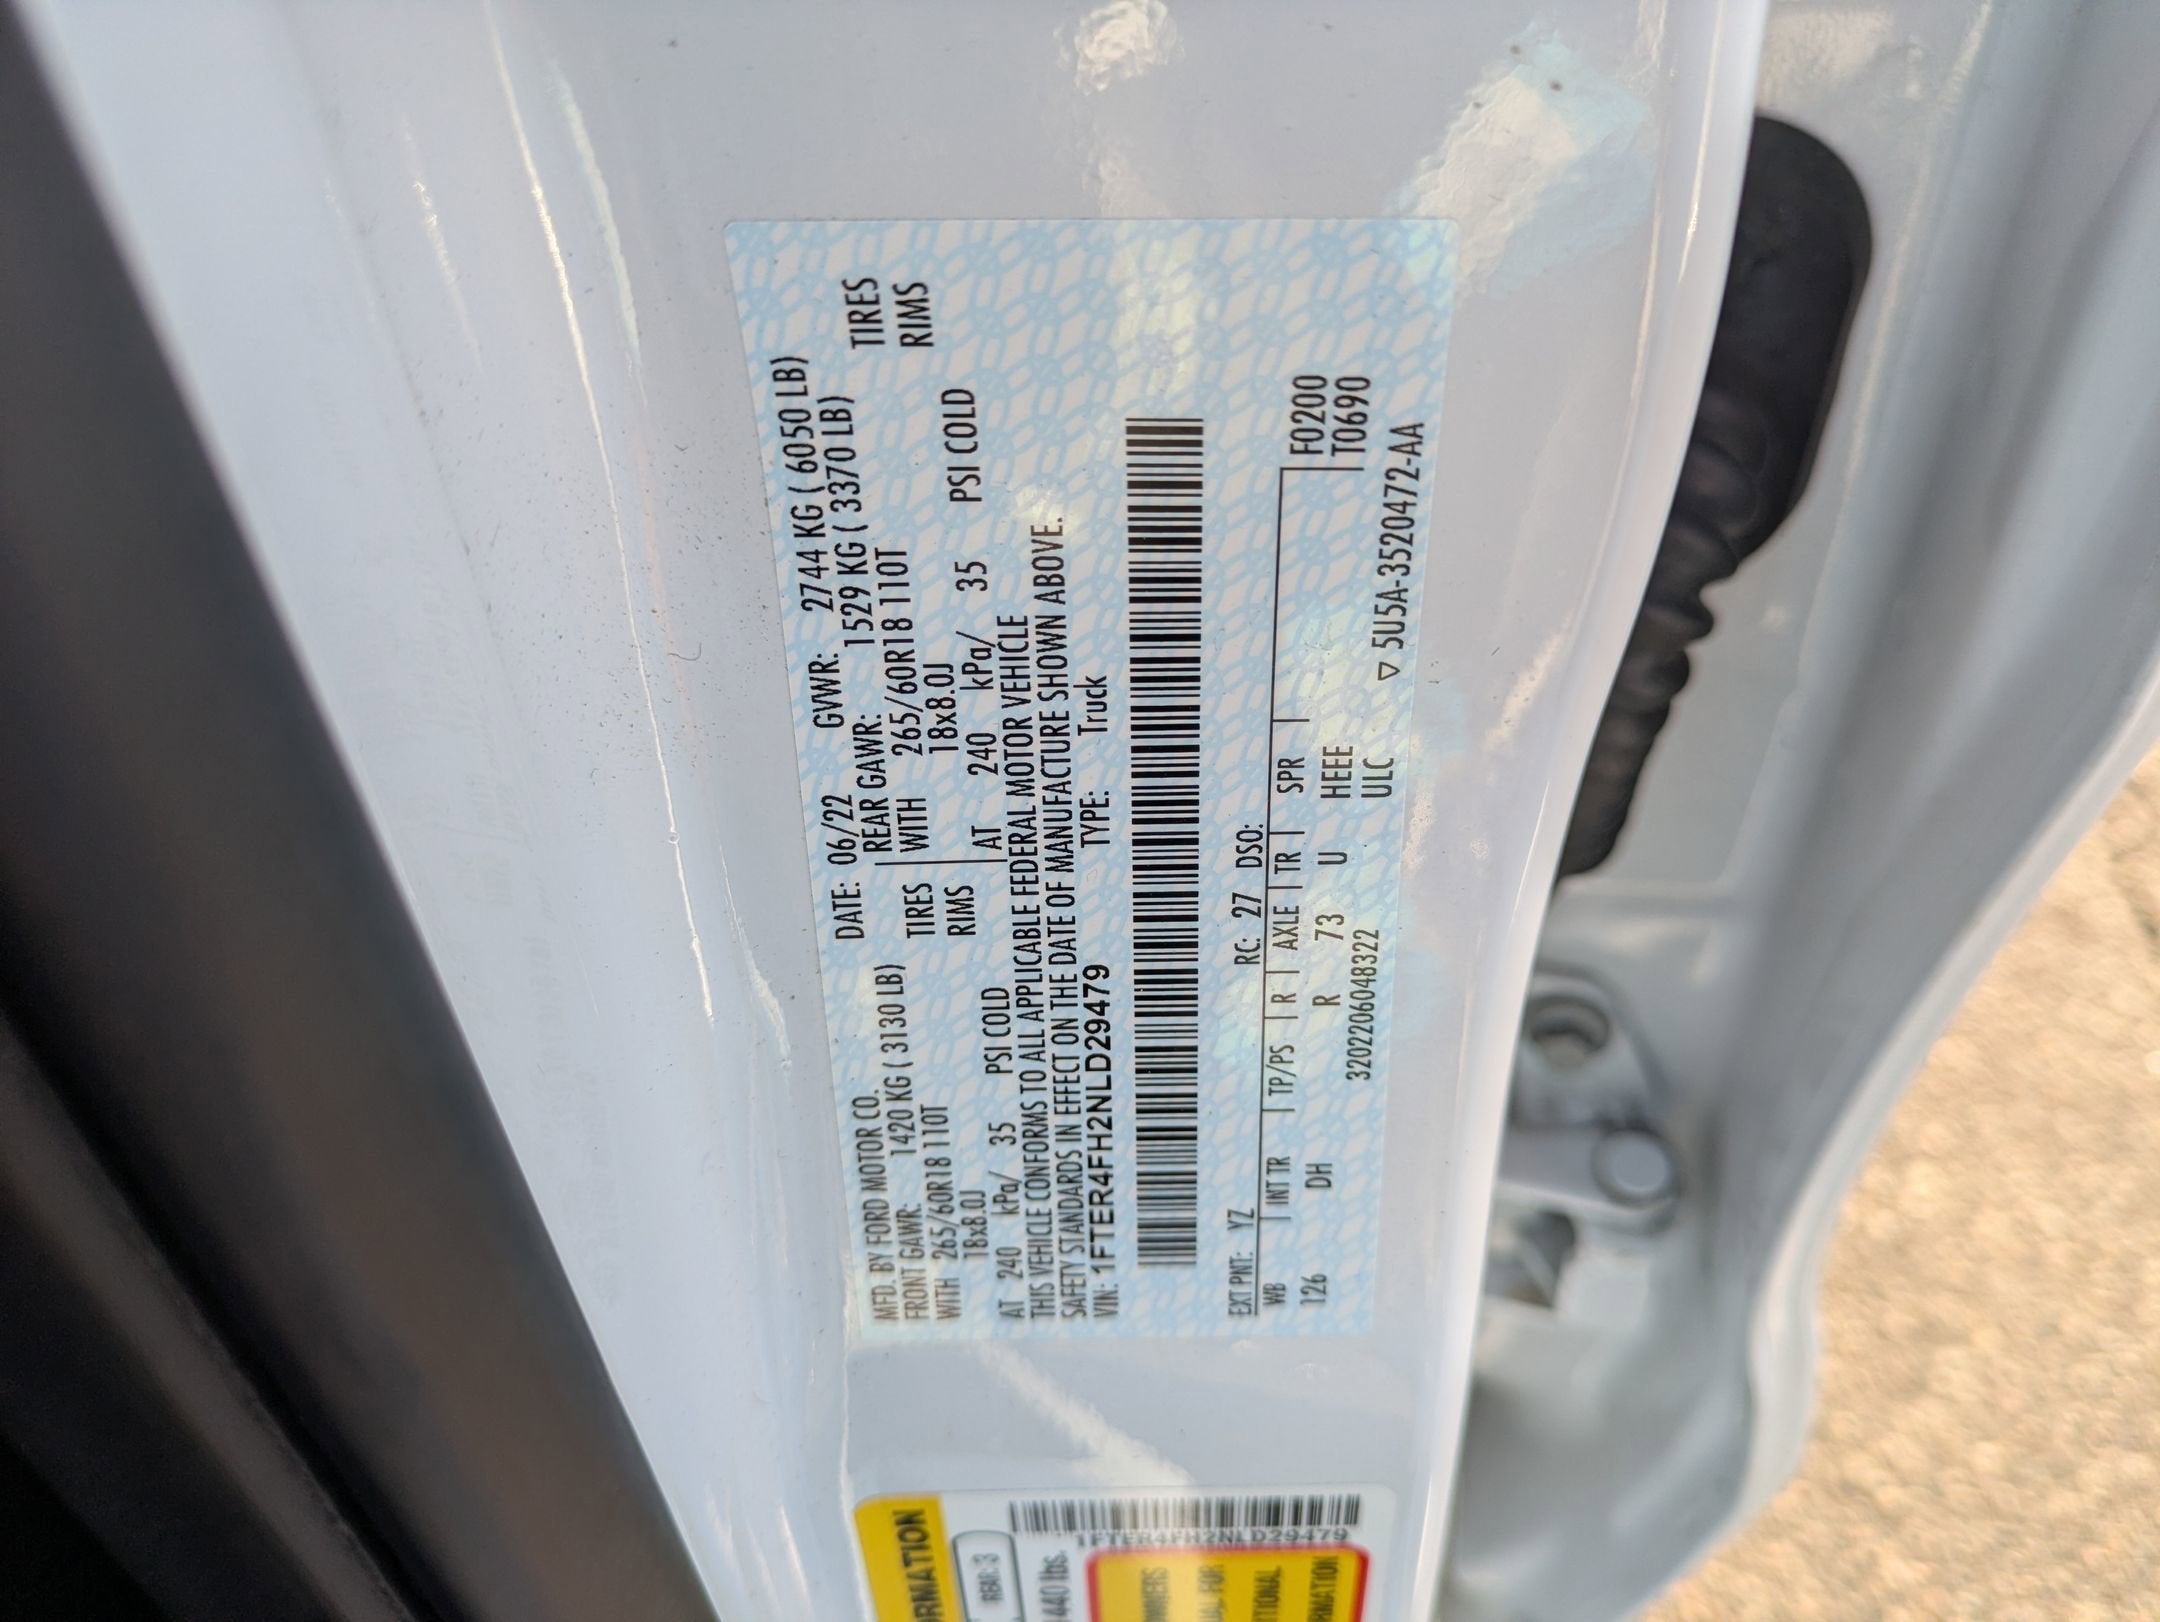 MFD. BY FORD MOTOR CO. DATE: 06/22 GVWR: 2744 KG ( 6050 LB)
FRONT GAWR: 1420 KG ( 3130 LB) REAR GAWR: 1529 KG ( 3370 LB)
WITH 265/60R18 110T TIRES WITH 265/60R18 110T TIRES
18x8.0J RIMS 18x8.0J RIMS
AT 240 kPa/ 35 PSI COLD AT 240 kPa/ 35 PSI COLD
THIS VEHICLE CONFORMS TO ALL APPLICABLE FEDERAL MOTOR VEHICLE
SAFETY STANDARDS IN EFFECT ON THE DATE OF MANUFACTURE SHOWN ABOVE.
VIN: 1FTER4FH2NLD29479 TYPE: Truck
EXT PNT: YZ RC: 27 DSO:
WB INT TR TP/PS R AXLE TR SPR F0200
126 DH R 73 U HEEE T0690
3202206048322 ULC
▽ 5U5A-3520472-AA
RMATION
REAR: 3
1FTER4FH2NLD29479